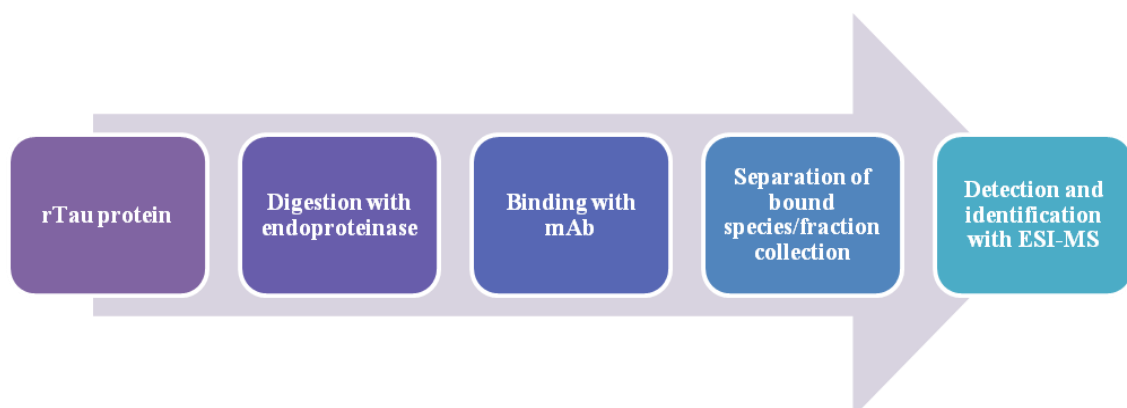 rTau protein
Digestion with
endoproteinase
Binding with
mAb
Separation of
bound
species/fraction
collection
Detection and
identification
with ESI-MS